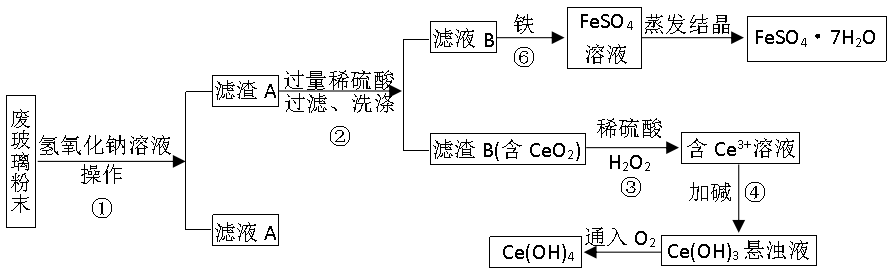 废玻璃粉末
氢氧化钠溶液
操作
①
滤渣 A
滤液 A
过量稀硫酸
过滤、洗涤
②
滤液 B
铁
⑥
FeSO₄
溶液
蒸发结晶
FeSO₄・7H₂O
滤渣 B(含 CeO₂)
稀硫酸
H₂O₂
③
含 Ce³⁺溶液
加碱
④
Ce(OH)₃悬浊液
通入 O₂
Ce(OH)₄